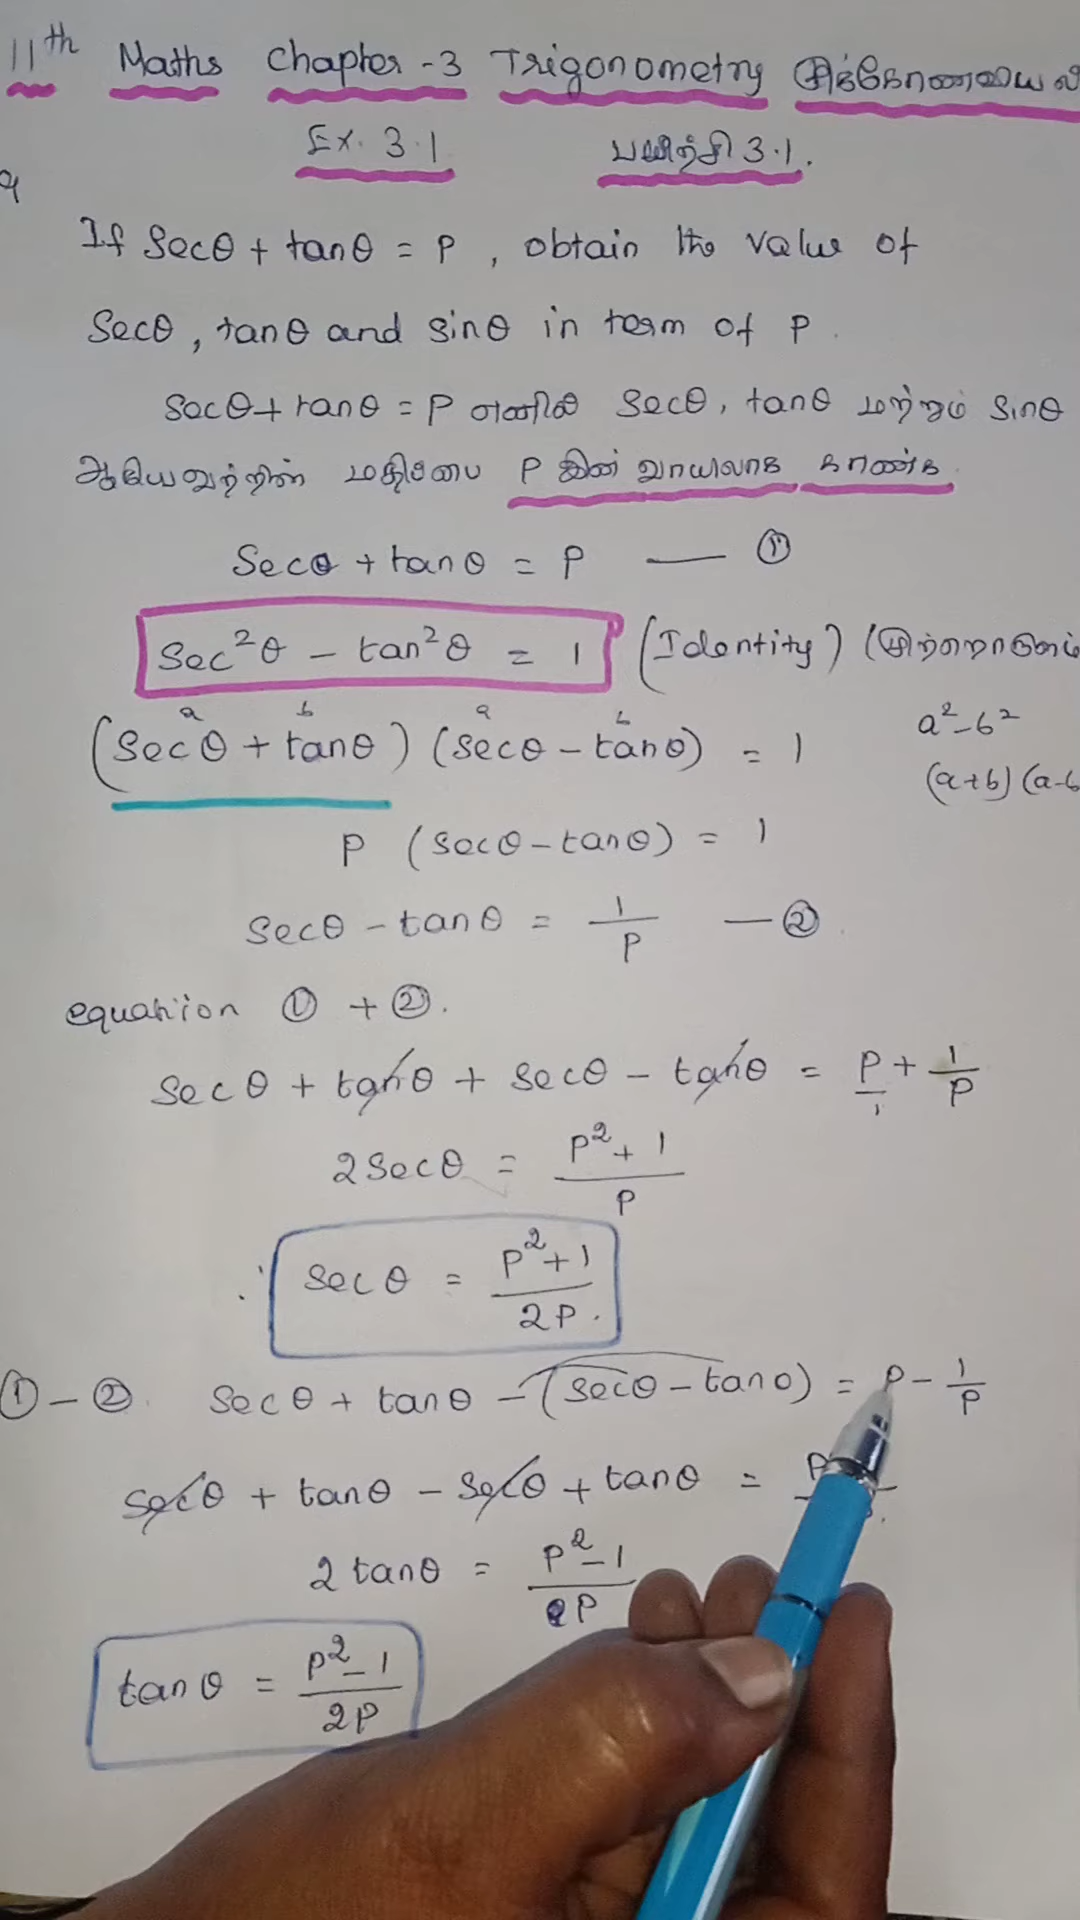 11th Maths Chapter -3 Trigonometry
Ex. 3.1 பயிற்சி 3.1.
If Secθ + tanθ = P, obtain the value of
Secθ, tanθ and sinθ in term of P.
Secθ + tanθ = P எனில் Secθ, tanθ மற்றும் Sinθ
ஆகியவற்றின் மதிப்பை P இன் வாயிலாக காண்க.
Secθ + tanθ = P — ①
Sec²θ - tan²θ = 1 (Identity)
a b a b
(Secθ + tanθ) (secθ - tanθ) = 1
a²-b²
(a+b) (a-b
P (Secθ - tanθ) = 1
Secθ - tanθ = 1/P — ②
equation ① + ②.
Secθ + tanθ + secθ - tanθ = P/1 + 1/P
2 Secθ = P²+1/P
∴ Secθ = P²+1/2P.
① - ② Secθ + tanθ - (secθ - tanθ) = P - 1/P
Secθ + tanθ - Secθ + tanθ =
2 tanθ = P²-1/P
tanθ = P²-1/2P